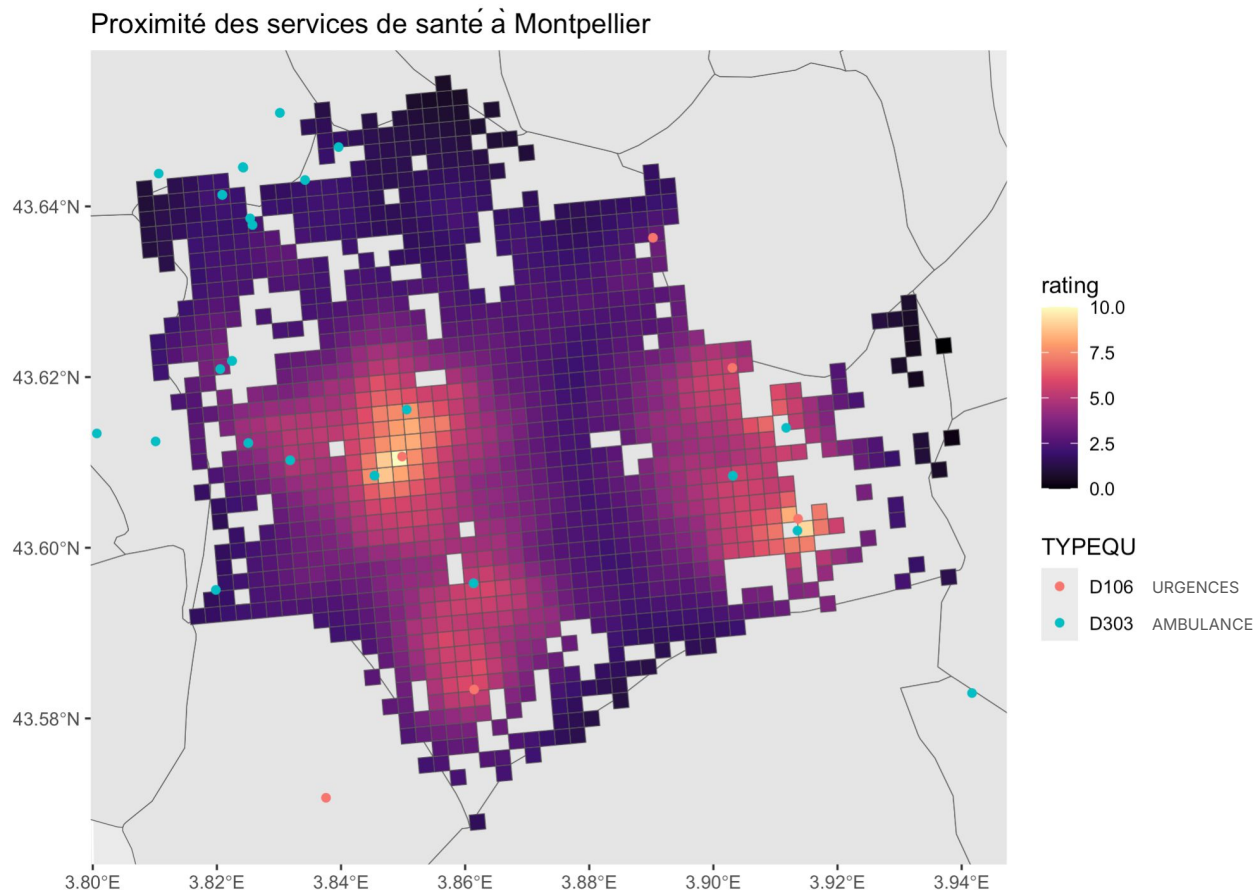 Proximité des services de santé à Montpellier
43.64°N
43.62°N
43.60°N
43.58°N
3.80°E 3.82°E 3.84°E 3.86°E 3.88°E 3.90°E 3.92°E 3.94°E
rating
10.0
7.5
5.0
2.5
0.0
TYPEQU
D106 URGENCES
D303 AMBULANCE